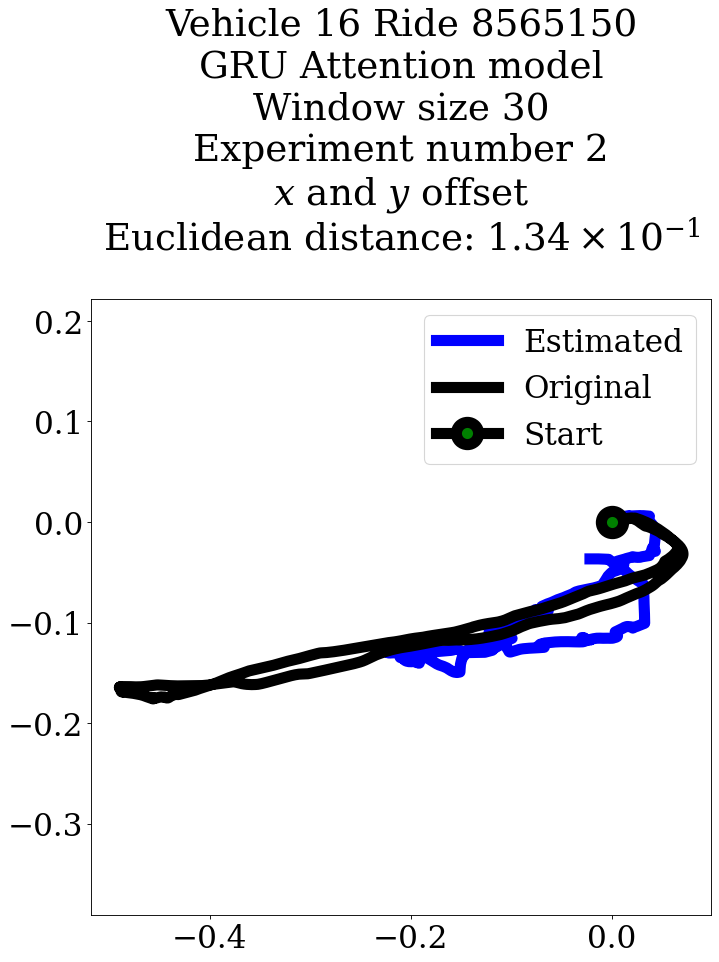 Vehicle 16 Ride 8565150
GRU Attention model
Window size 30
Experiment number 2
x and y offset
Euclidean distance: 1.34 × 10⁻¹
Estimated
Original
Start
0.2
0.1
0.0
−0.1
−0.2
−0.3
−0.4
−0.2
0.0